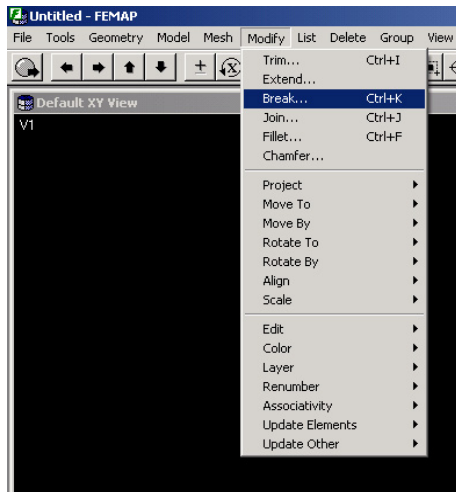 Untitled - FEMAP
File Tools Geometry Model Mesh Modify List Delete Group View
Default XY View
V1
Trim... Ctrl+I
Extend...
Break... Ctrl+K
Join... Ctrl+J
Fillet... Ctrl+F
Chamfer...
Project
Move To
Move By
Rotate To
Rotate By
Align
Scale
Edit
Color
Layer
Renumber
Associativity
Update Elements
Update Other